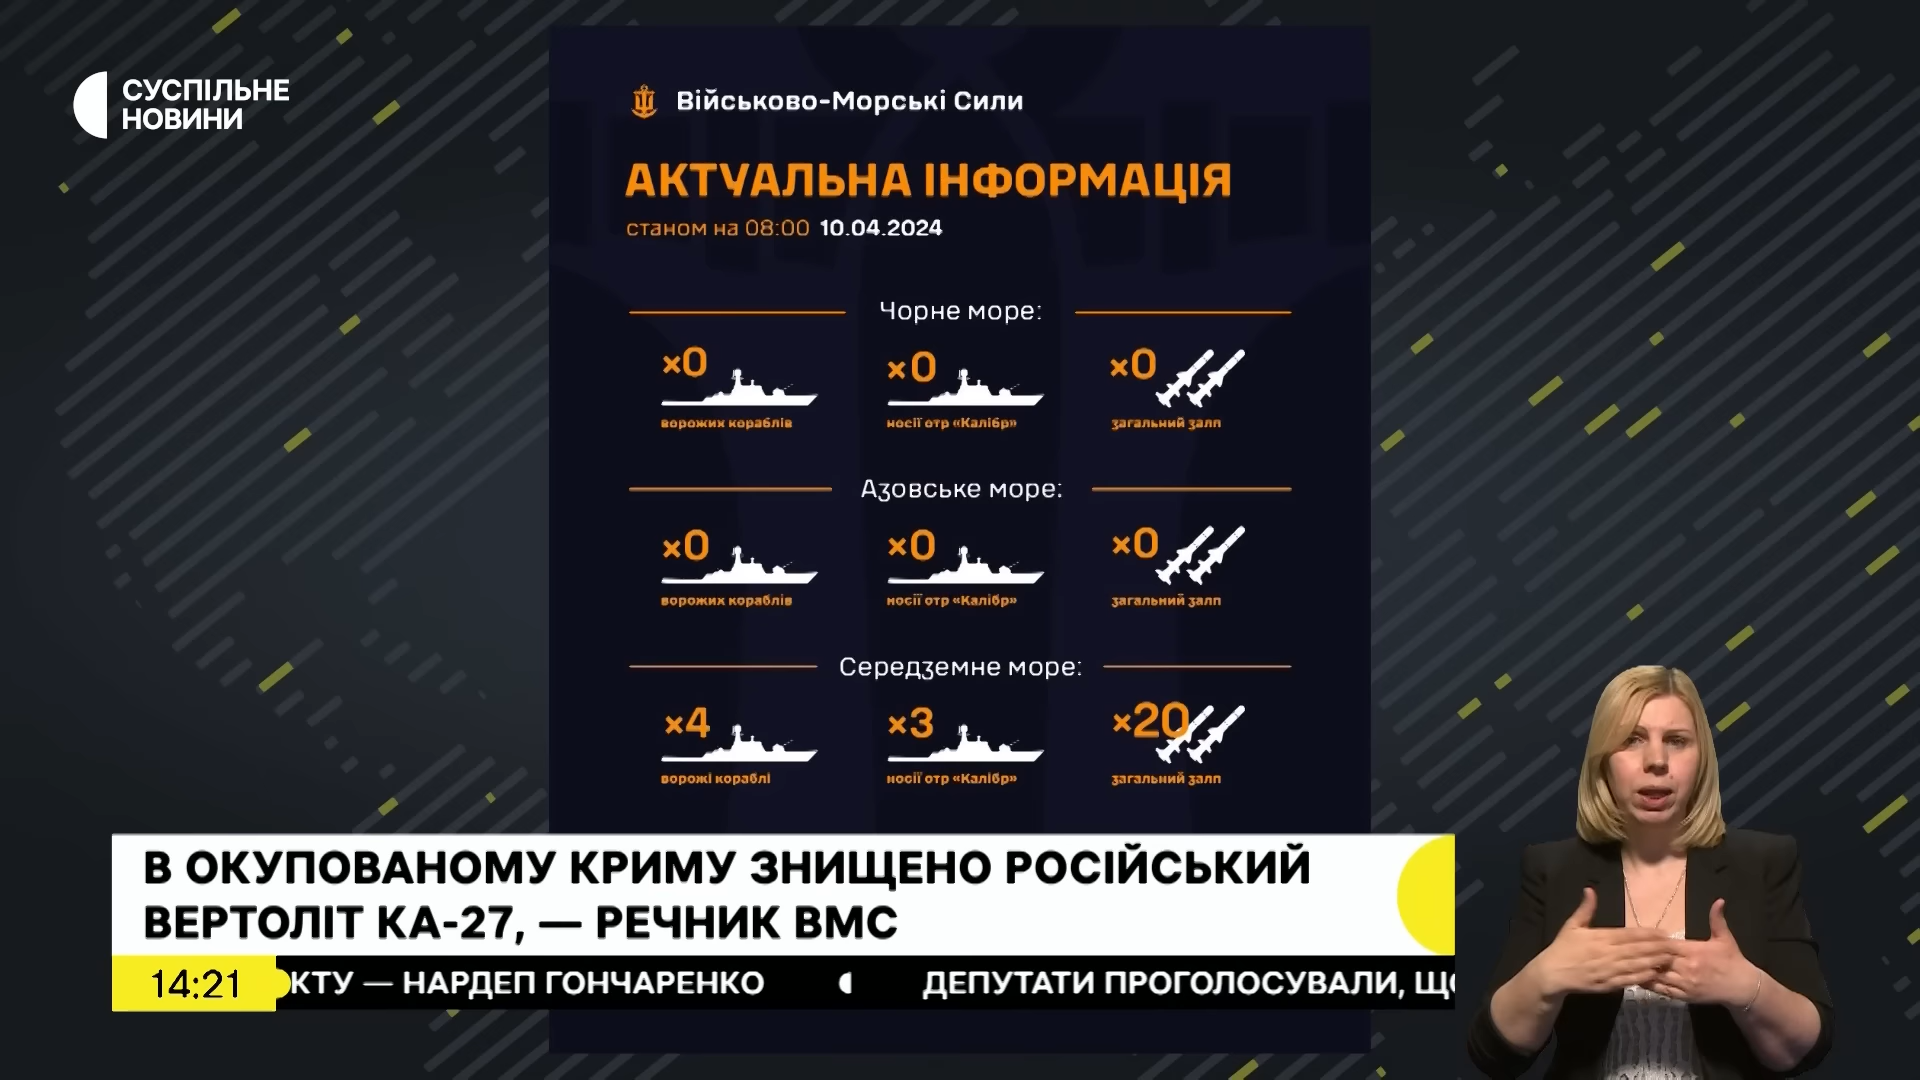 СУСПІЛЬНЕ
НОВИНИ
Військово-Морські Сили
АКТУАЛЬНА ІНФОРМАЦІЯ
станом на 08:00 10.04.2024
Чорне море:
×0 ×0 ×0
ворожих кораблів носії отр «Калібр» загальний залп
Азовське море:
×0 ×0 ×0
ворожих кораблів носії отр «Калібр» загальний залп
Середземне море:
×4 ×3 ×20
ворожі кораблі носії отр «Калібр» загальний залп
В ОКУПОВАНОМУ КРИМУ ЗНИЩЕНО РОСІЙСЬКИЙ
ВЕРТОЛІТ КА-27, — РЕЧНИК ВМС
14:21 КТУ — НАРДЕП ГОНЧАРЕНКО ДЕПУТАТИ ПРОГОЛОСУВАЛИ, Щ